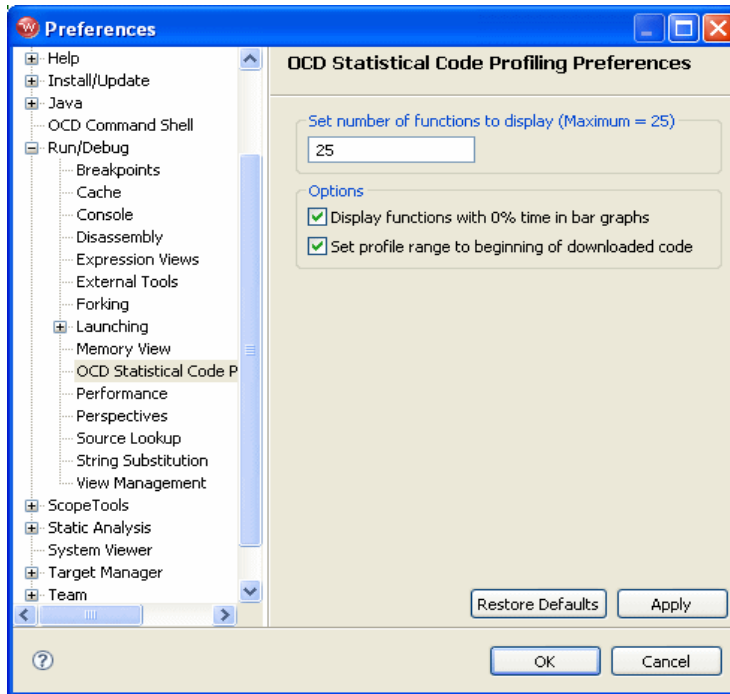 Preferences
Help
Install/Update
Java
OCD Command Shell
Run/Debug
Breakpoints
Cache
Console
Disassembly
Expression Views
External Tools
Forking
Launching
Memory View
OCD Statistical Code P
Performance
Perspectives
Source Lookup
String Substitution
View Management
ScopeTools
Static Analysis
System Viewer
Target Manager
Team
OCD Statistical Code Profiling Preferences
Set number of functions to display (Maximum = 25)
25
Options
Display functions with 0% time in bar graphs
Set profile range to beginning of downloaded code
Restore Defaults
Apply
?
OK
Cancel